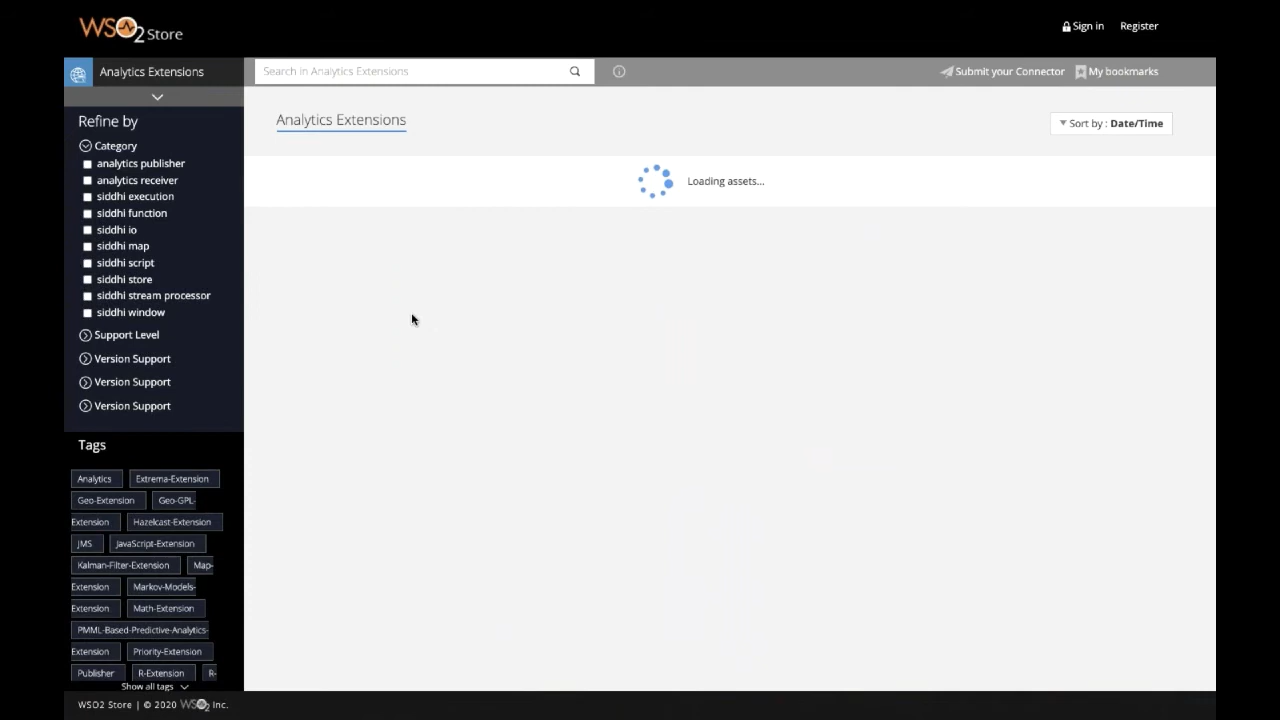 WSO2 Store
Sign in Register
Analytics Extensions
Search in Analytics Extensions
Submit your Connector My bookmarks
Refine by
Category
analytics publisher
analytics receiver
siddhi execution
siddhi function
siddhi io
siddhi map
siddhi script
siddhi store
siddhi stream processor
siddhi window
Support Level
Version Support
Version Support
Version Support
Analytics Extensions
Sort by : Date/Time
Loading assets...
Tags
Analytics Extrema-Extension
Geo-Extension Geo-GPL-
Extension Hazelcast-Extension
JMS JavaScript-Extension
Kalman-Filter-Extension Map-
Extension Markov-Models-
Extension Math-Extension
PMML-Based-Predictive-Analytics-
Extension Priority-Extension
Publisher R-Extension R-
Show all tags
WSO2 Store | © 2020 WSO2 Inc.